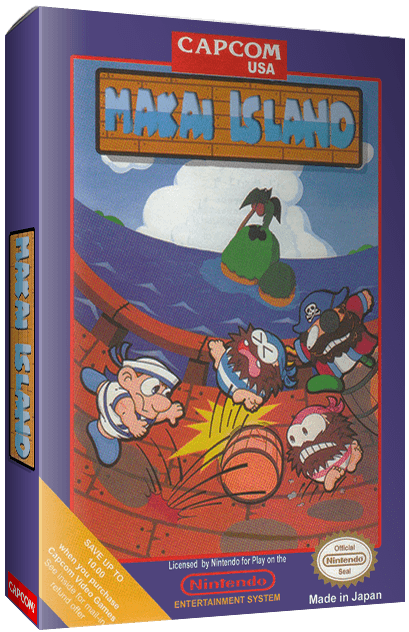 CAPCOM
USA
MAKAI ISLAND
MAKAI ISLAND
SAVE UP TO
10.00
when you purchase
Capcom Video Games
See insert for mail-in
refund offer
CAPCOM
Licensed by Nintendo for Play on the
Nintendo
ENTERTAINMENT SYSTEM
Official
Nintendo
Seal
Made in Japan